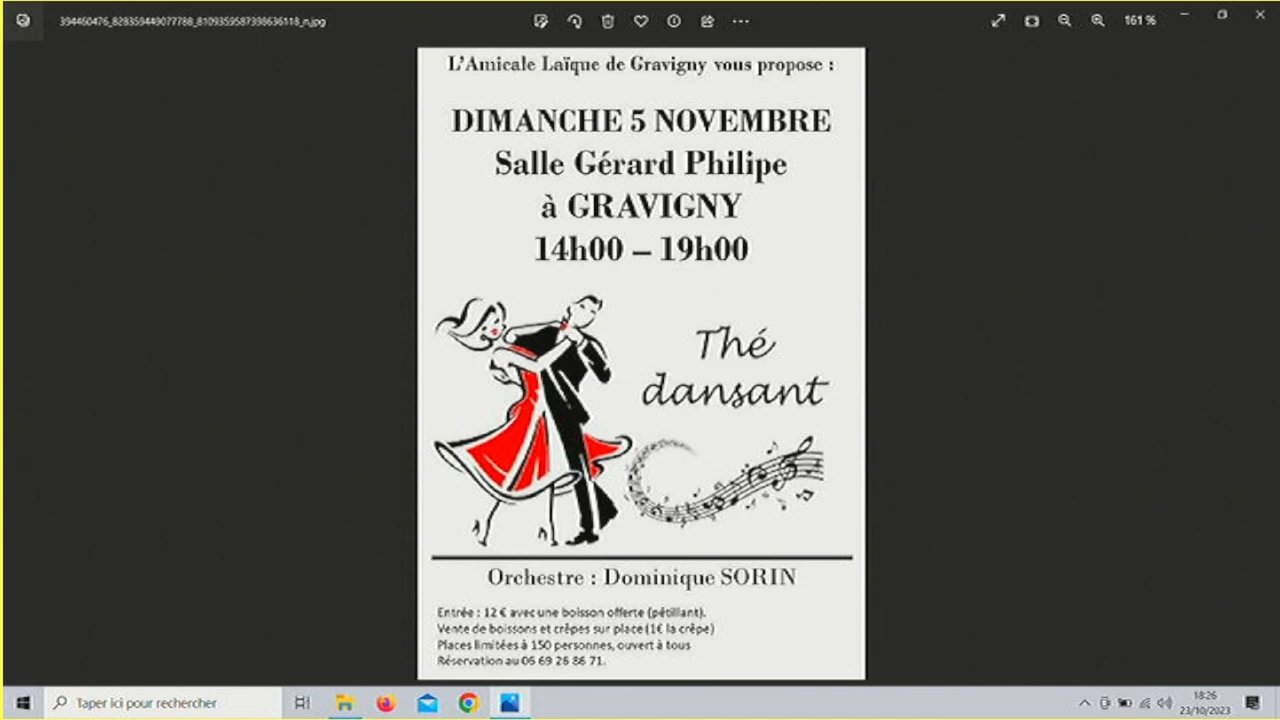 394460476_828359449077788_8109359587398636118_n.jpg
161 %
L'Amicale Laïque de Gravigny vous propose :
DIMANCHE 5 NOVEMBRE
Salle Gérard Philipe
à GRAVIGNY
14h00 – 19h00
Thé
dansant
Orchestre : Dominique SORIN
Entrée : 12 € avec une boisson offerte (pétillant).
Vente de boissons et crêpes sur place (1€ la crêpe)
Places limitées à 150 personnes, ouvert à tous
Réservation au 06 69 26 86 71.
Taper ici pour rechercher
18:26
23/10/2023